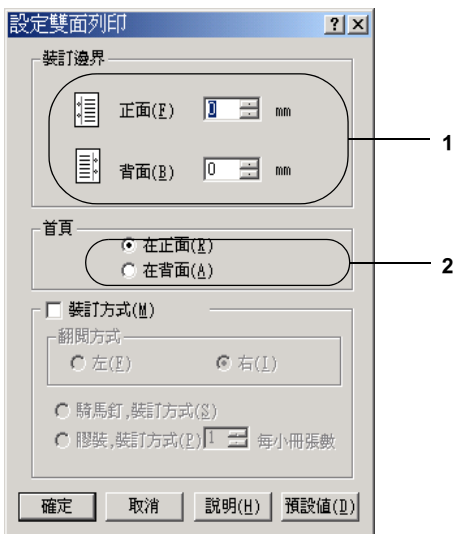 設定雙面列印
裝訂邊界
正面(F) 0 mm
1
背面(B) 0 mm
首頁
在正面(R)
2
在背面(A)
裝訂方式(M)
翻閱方式
左(E) 右(I)
騎馬釘,裝訂方式(S)
膠裝,裝訂方式(P) 1 每小冊張數
確定 取消 說明(H) 預設值(D)